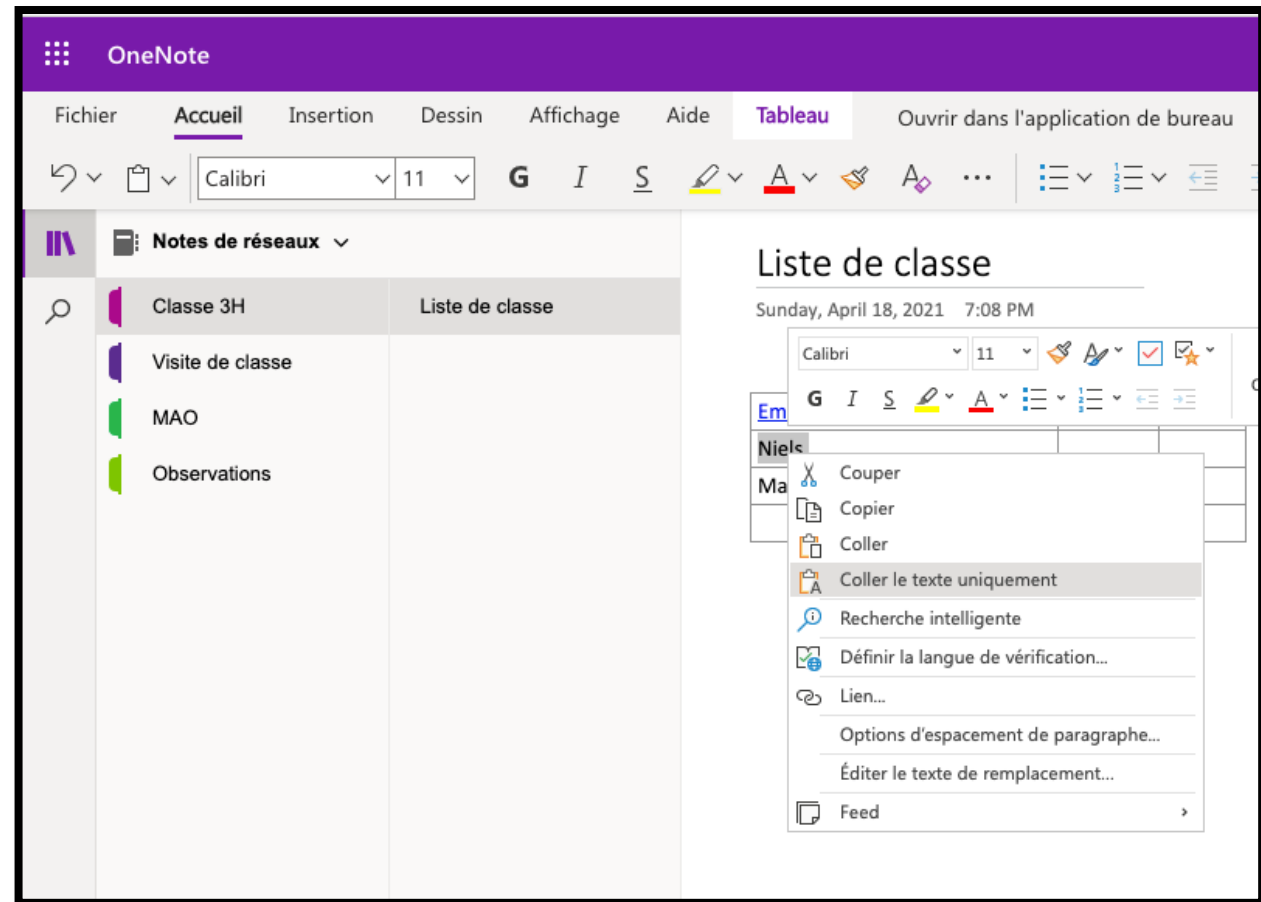 OneNote
Fichier Accueil Insertion Dessin Affichage Aide Tableau Ouvrir dans l'application de bureau
Calibri 11 G I S A
Notes de réseaux
Classe 3H
Visite de classe
MAO
Observations
Liste de classe
Liste de classe
Sunday, April 18, 2021 7:08 PM
Calibri 11
G I S A
Em
Niels
Ma
Couper
Copier
Coller
Coller le texte uniquement
Recherche intelligente
Définir la langue de vérification...
Lien...
Options d'espacement de paragraphe...
Éditer le texte de remplacement...
Feed